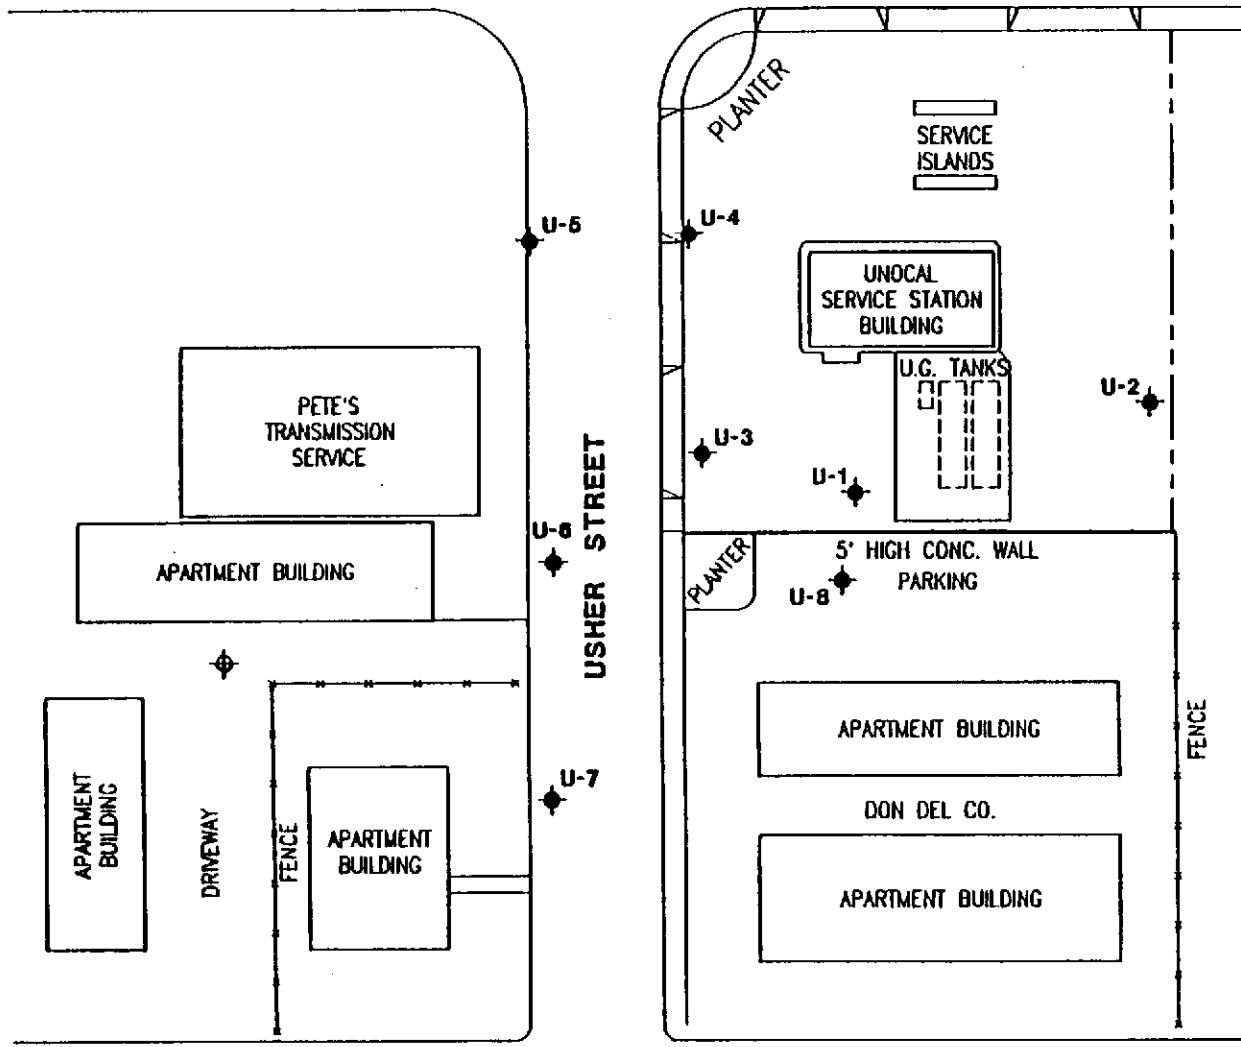 PLANTER
SERVICE
ISLANDS
U-5
U-4
UNOCAL
SERVICE STATION
BUILDING
U.G. TANKS
U-2
PETE'S
TRANSMISSION
SERVICE
U-3
U-1
USHER STREET
U-6
APARTMENT BUILDING
PLANTER
5' HIGH CONC. WALL
PARKING
U-8
APARTMENT BUILDING
FENCE
U-7
DON DEL CO.
APARTMENT
BUILDING
DRIVEWAY
FENCE
APARTMENT
BUILDING
APARTMENT BUILDING